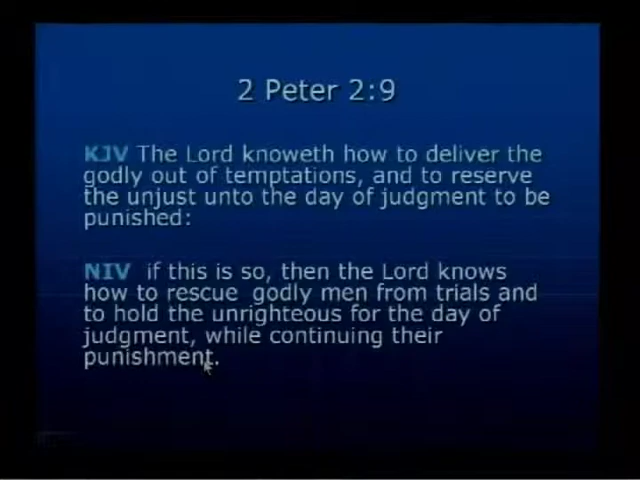 2 Peter 2:9
KJV The Lord knoweth how to deliver the
godly out of temptations, and to reserve
the unjust unto the day of judgment to be
punished:
NIV if this is so, then the Lord knows
how to rescue godly men from trials and
to hold the unrighteous for the day of
judgment, while continuing their
punishment.